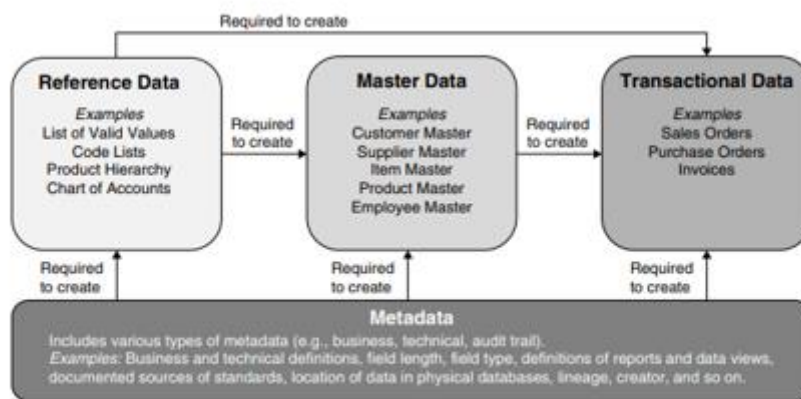 Required to create
Reference Data
Examples
List of Valid Values
Code Lists
Product Hierarchy
Chart of Accounts
Required
to create
Master Data
Examples
Customer Master
Supplier Master
Item Master
Product Master
Employee Master
Required
to create
Transactional Data
Examples
Sales Orders
Purchase Orders
Invoices
Required
to create
Required
to create
Required
to create
Metadata
Includes various types of metadata (e.g., business, technical, audit trail).
Examples: Business and technical definitions, field length, field type, definitions of reports and data views,
documented sources of standards, location of data in physical databases, lineage, creator, and so on.